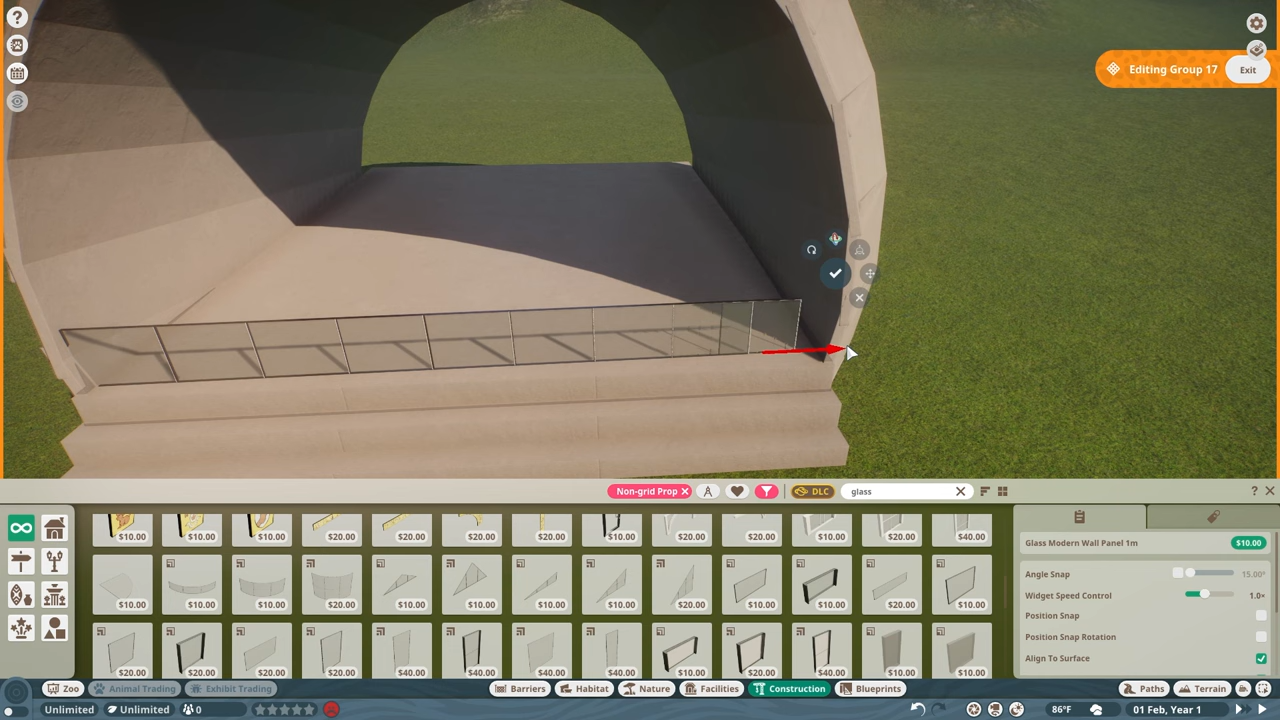 ?
Editing Group 17
Exit
Non-grid Prop
DLC
glass
?
$10.00 $10.00 $10.00 $20.00 $20.00 $20.00 $20.00 $10.00 $20.00 $20.00 $10.00 $20.00 $40.00
$10.00 $10.00 $10.00 $20.00 $10.00 $10.00 $10.00 $20.00 $10.00 $10.00 $20.00 $10.00
$20.00 $20.00 $20.00 $20.00 $40.00 $40.00 $40.00 $40.00 $10.00 $20.00 $40.00 $20.00 $20.00
Glass Modern Wall Panel 1m
$10.00
Angle Snap
15.00°
Widget Speed Control
1.0×
Position Snap
Position Snap Rotation
Align To Surface
Zoo
Animal Trading
Exhibit Trading
Barriers
Habitat
Nature
Facilities
Construction
Blueprints
Paths
Terrain
Unlimited
Unlimited
0
86°F
01 Feb, Year 1